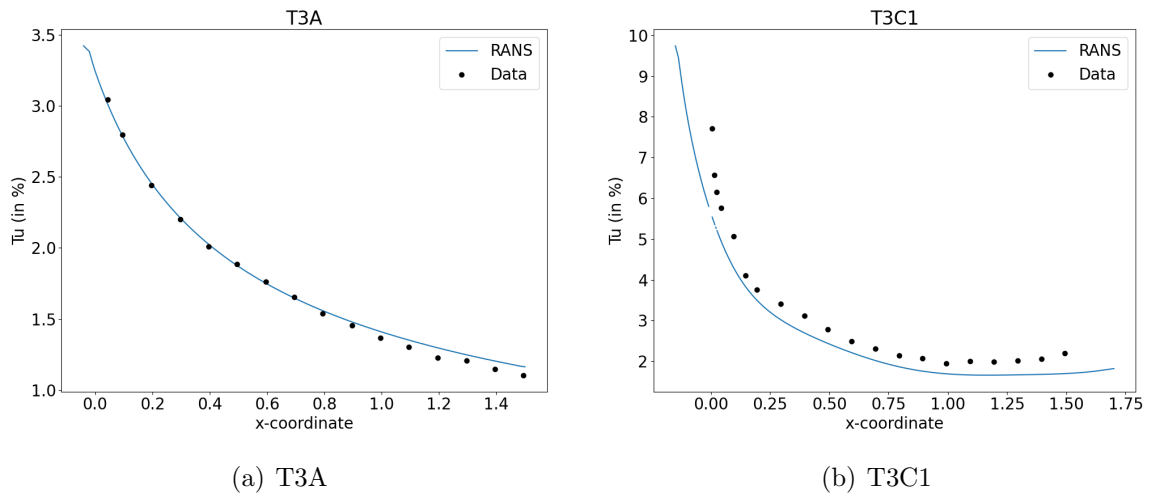 T3A
3.5
3.0
2.5
2.0
1.5
1.0
Tu (in %)
RANS
Data
0.0 0.2 0.4 0.6 0.8 1.0 1.2 1.4
x-coordinate
(a) T3A
T3C1
10
9
8
7
6
5
4
3
2
Tu (in %)
RANS
Data
0.00 0.25 0.50 0.75 1.00 1.25 1.50 1.75
x-coordinate
(b) T3C1